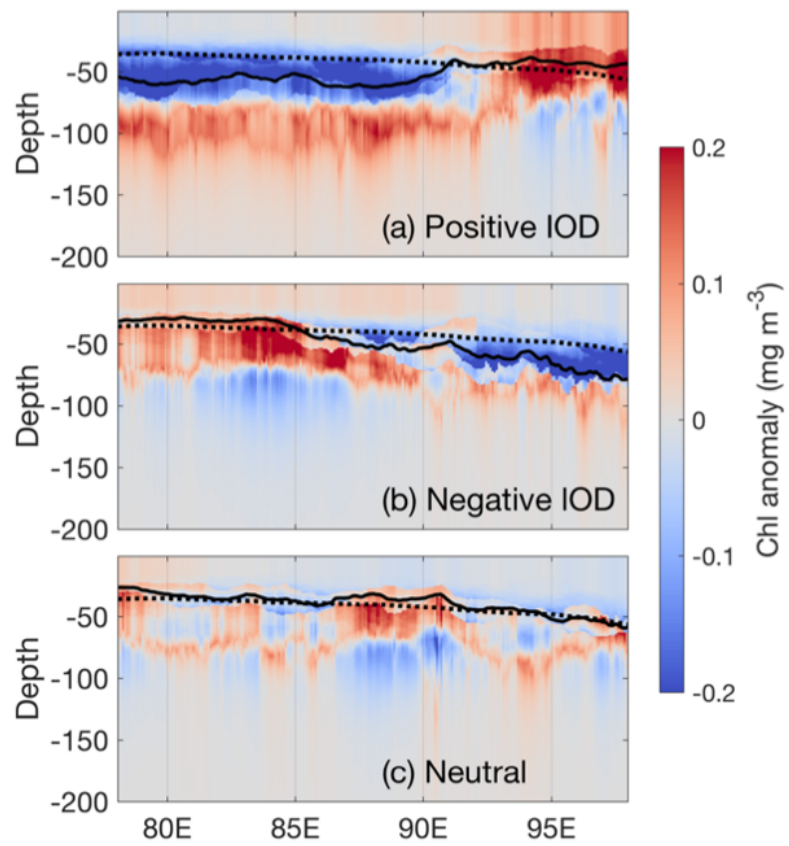 Depth
-50
-100
-150
-200
(a) Positive IOD
Depth
-50
-100
-150
-200
(b) Negative IOD
Depth
-50
-100
-150
-200
(c) Neutral
80E 85E 90E 95E
0.2
0.1
0
-0.1
-0.2
Chl anomaly (mg m⁻³)